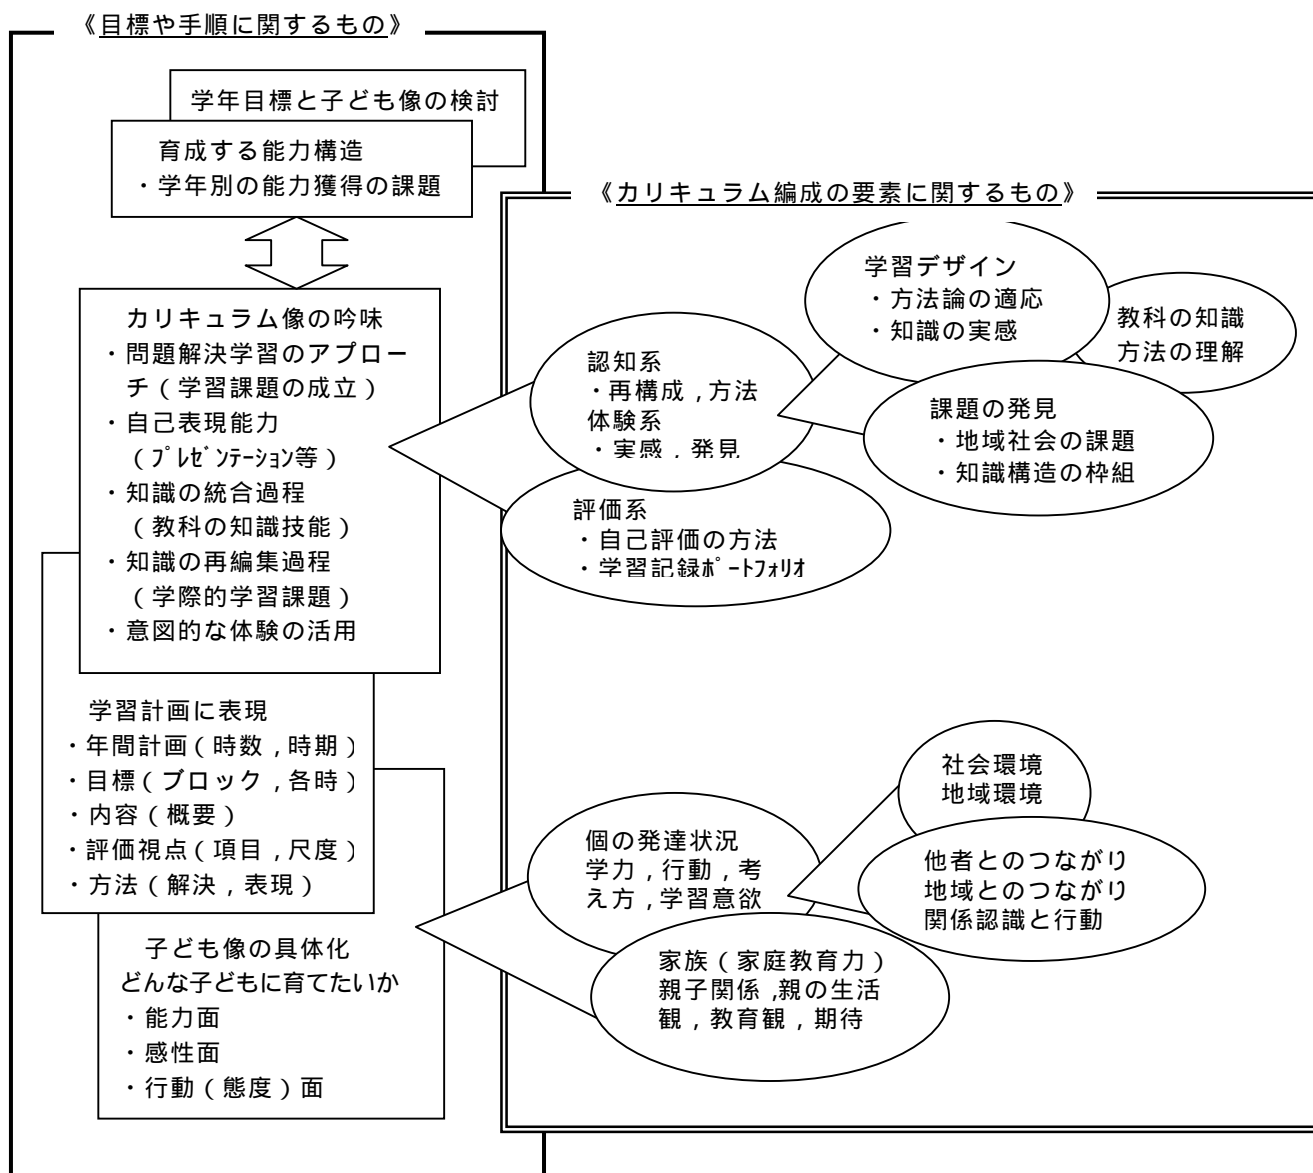 《目標や手順に関するもの》
学年目標と子ども像の検討
育成する能力構造
・学年別の能力獲得の課題
カリキュラム像の吟味
・問題解決学習のアプロー
チ（学習課題の成立）
・自己表現能力
（ﾌﾟﾚｾﾞﾝﾃｰｼｮﾝ等）
・知識の統合過程
（教科の知識技能）
・知識の再編集過程
（学際的学習課題）
・意図的な体験の活用
学習計画に表現
・年間計画（時数，時期）
・目標（ブロック，各時）
・内容（概要）
・評価視点（項目，尺度）
・方法（解決，表現）
子ども像の具体化
どんな子どもに育てたいか
・能力面
・感性面
・行動（態度）面
《カリキュラム編成の要素に関するもの》
学習デザイン
・方法論の適応
・知識の実感
教科の知識
方法の理解
認知系
・再構成，方法
体験系
・実感，発見
課題の発見
・地域社会の課題
・知識構造の枠組
評価系
・自己評価の方法
・学習記録ﾎﾟｰﾄﾌｫﾘｵ
社会環境
地域環境
個の発達状況
学力，行動，考
え方，学習意欲
他者とのつながり
地域とのつながり
関係認識と行動
家族（家庭教育力）
親子関係，親の生活
観，教育観，期待